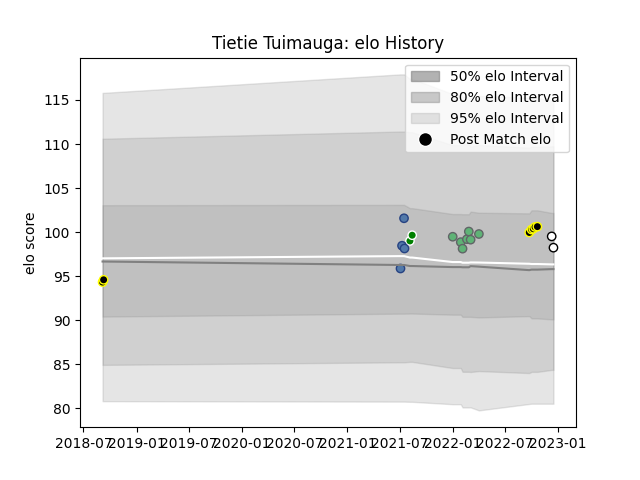 Tietie Tuimauga: elo History
50% elo Interval
80% elo Interval
95% elo Interval
Post Match elo
elo score
115
110
105
100
95
90
85
80
2018-07 2019-01 2019-07 2020-01 2020-07 2021-01 2021-07 2022-01 2022-07 2023-01